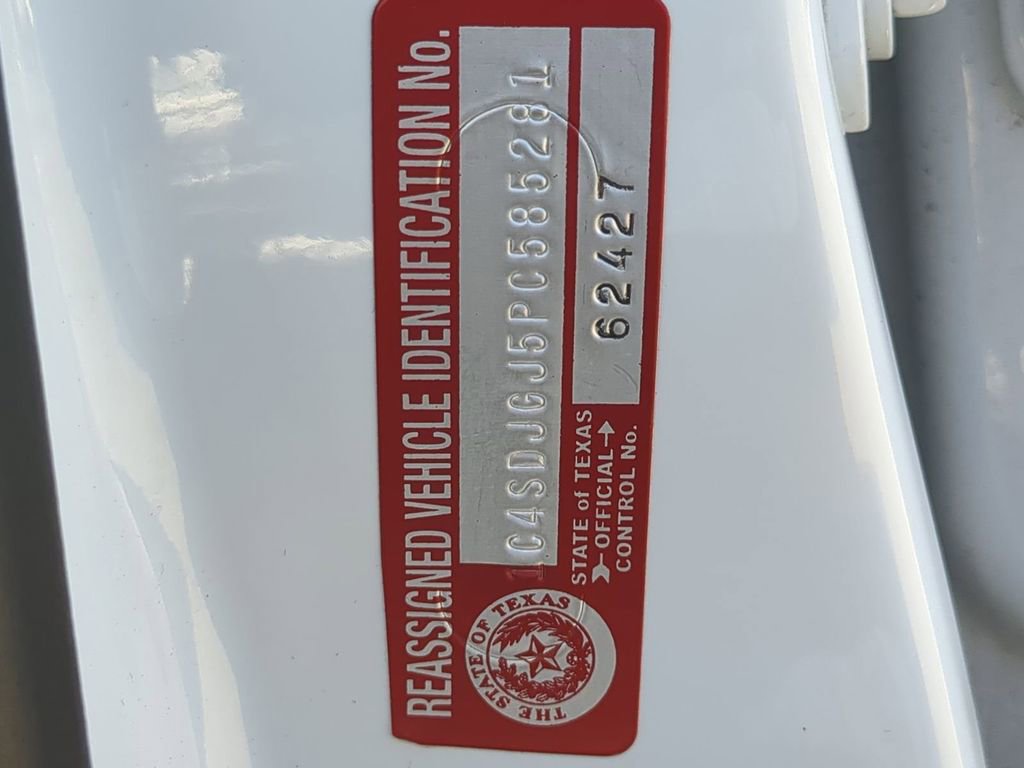 REASSIGNED VEHICLE IDENTIFICATION No.
1C4SDJGJ5PC585281
STATE of TEXAS
OFFICIAL
CONTROL No.
62427
THE STATE OF TEXAS